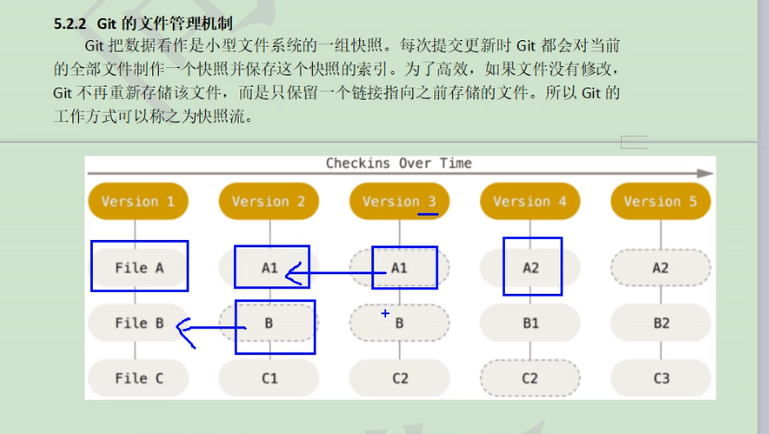 5.2.2 Git 的文件管理机制
Git 把数据看作是小型文件系统的一组快照。每次提交更新时 Git 都会对当前
的全部文件制作一个快照并保存这个快照的索引。为了高效，如果文件没有修改，
Git 不再重新存储该文件，而是只保留一个链接指向之前存储的文件。所以 Git 的
工作方式可以称之为快照流。
Checkins Over Time
Version 1 Version 2 Version 3 Version 4 Version 5
File A A1 A1 A2 A2
File B B B B1 B2
File C C1 C2 C2 C3